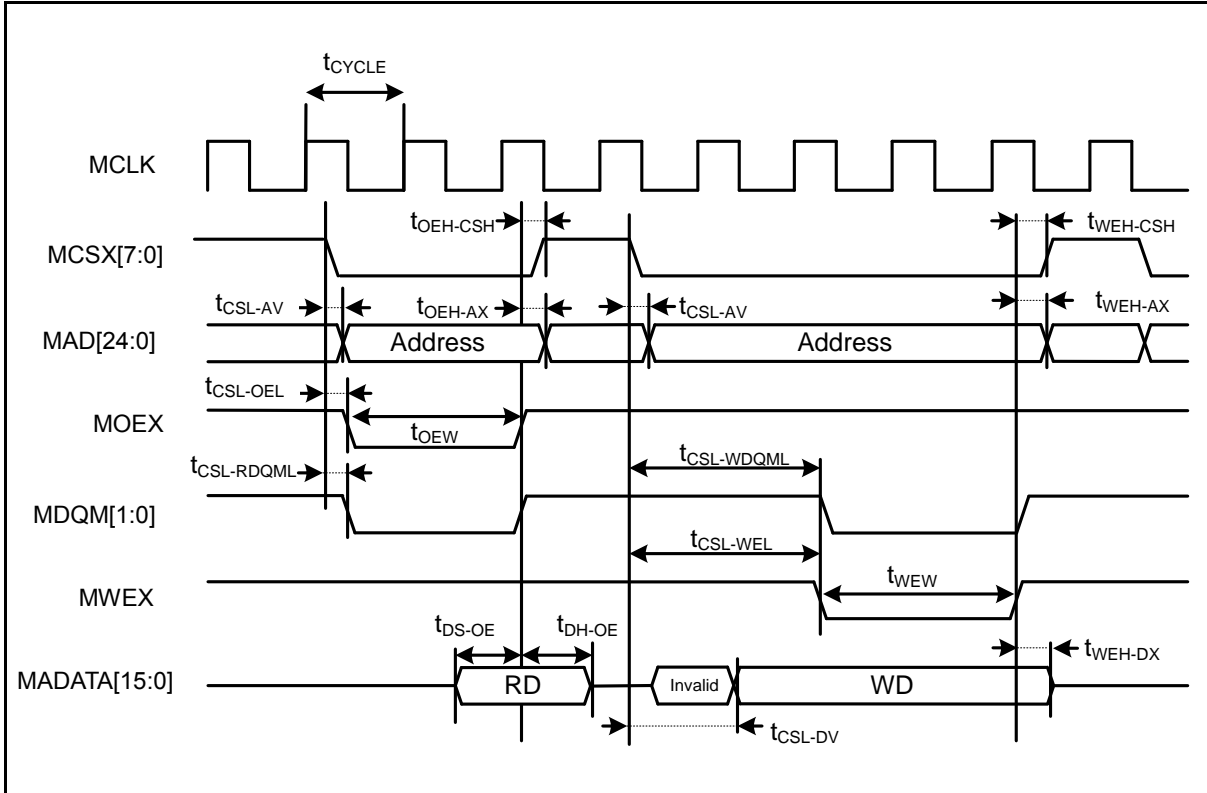 tCYCLE
MCLK
tOEH-CSH
tWEH-CSH
MCSX[7:0]
tCSL-AV
tOEH-AX
tCSL-AV
tWEH-AX
MAD[24:0]
Address
Address
tCSL-OEL
MOEX
tOEW
tCSL-RDQML
tCSL-WDQML
MDQM[1:0]
tCSL-WEL
MWEX
tWEW
tDS-OE
tDH-OE
tWEH-DX
MADATA[15:0]
RD
Invalid
WD
tCSL-DV